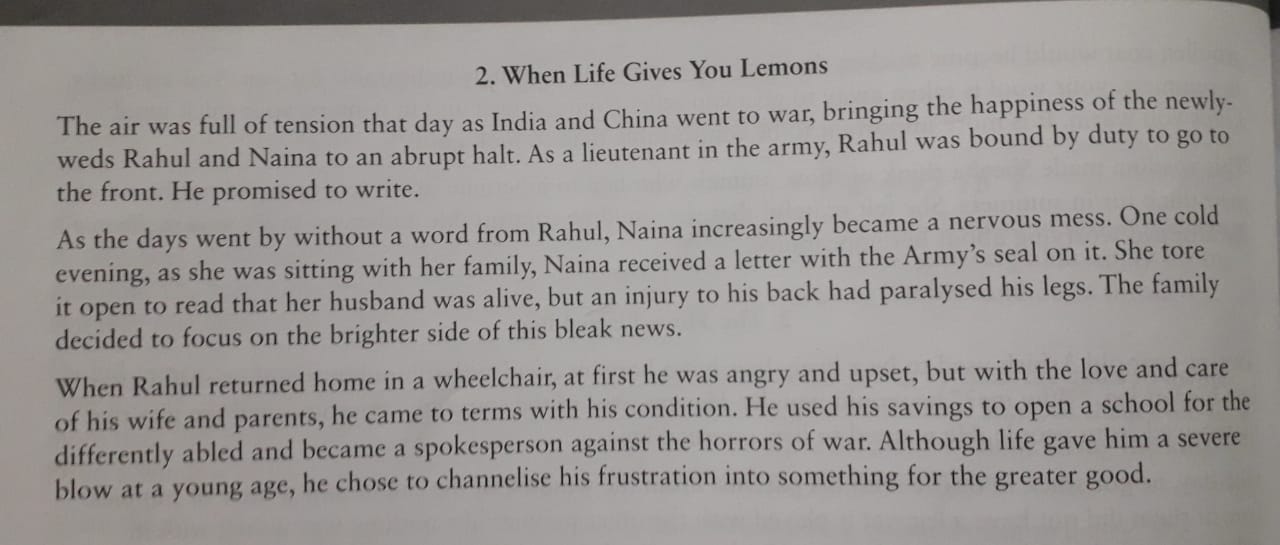 2. When Life Gives You Lemons
The air was full of tension that day as India and China went to war, bringing the happiness of the newly-
weds Rahul and Naina to an abrupt halt. As a lieutenant in the army, Rahul was bound by duty to go to
the front. He promised to write.
As the days went by without a word from Rahul, Naina increasingly became a nervous mess. One cold
evening, as she was sitting with her family, Naina received a letter with the Army's seal on it. She tore
it open to read that her husband was alive, but an injury to his back had paralysed his legs. The family
decided to focus on the brighter side of this bleak news.
When Rahul returned home in a wheelchair, at first he was angry and upset, but with the love and care
of his wife and parents, he came to terms with his condition. He used his savings to open a school for the
differently abled and became a spokesperson against the horrors of war. Although life gave him a severe
blow at a young age, he chose to channelise his frustration into something for the greater good.